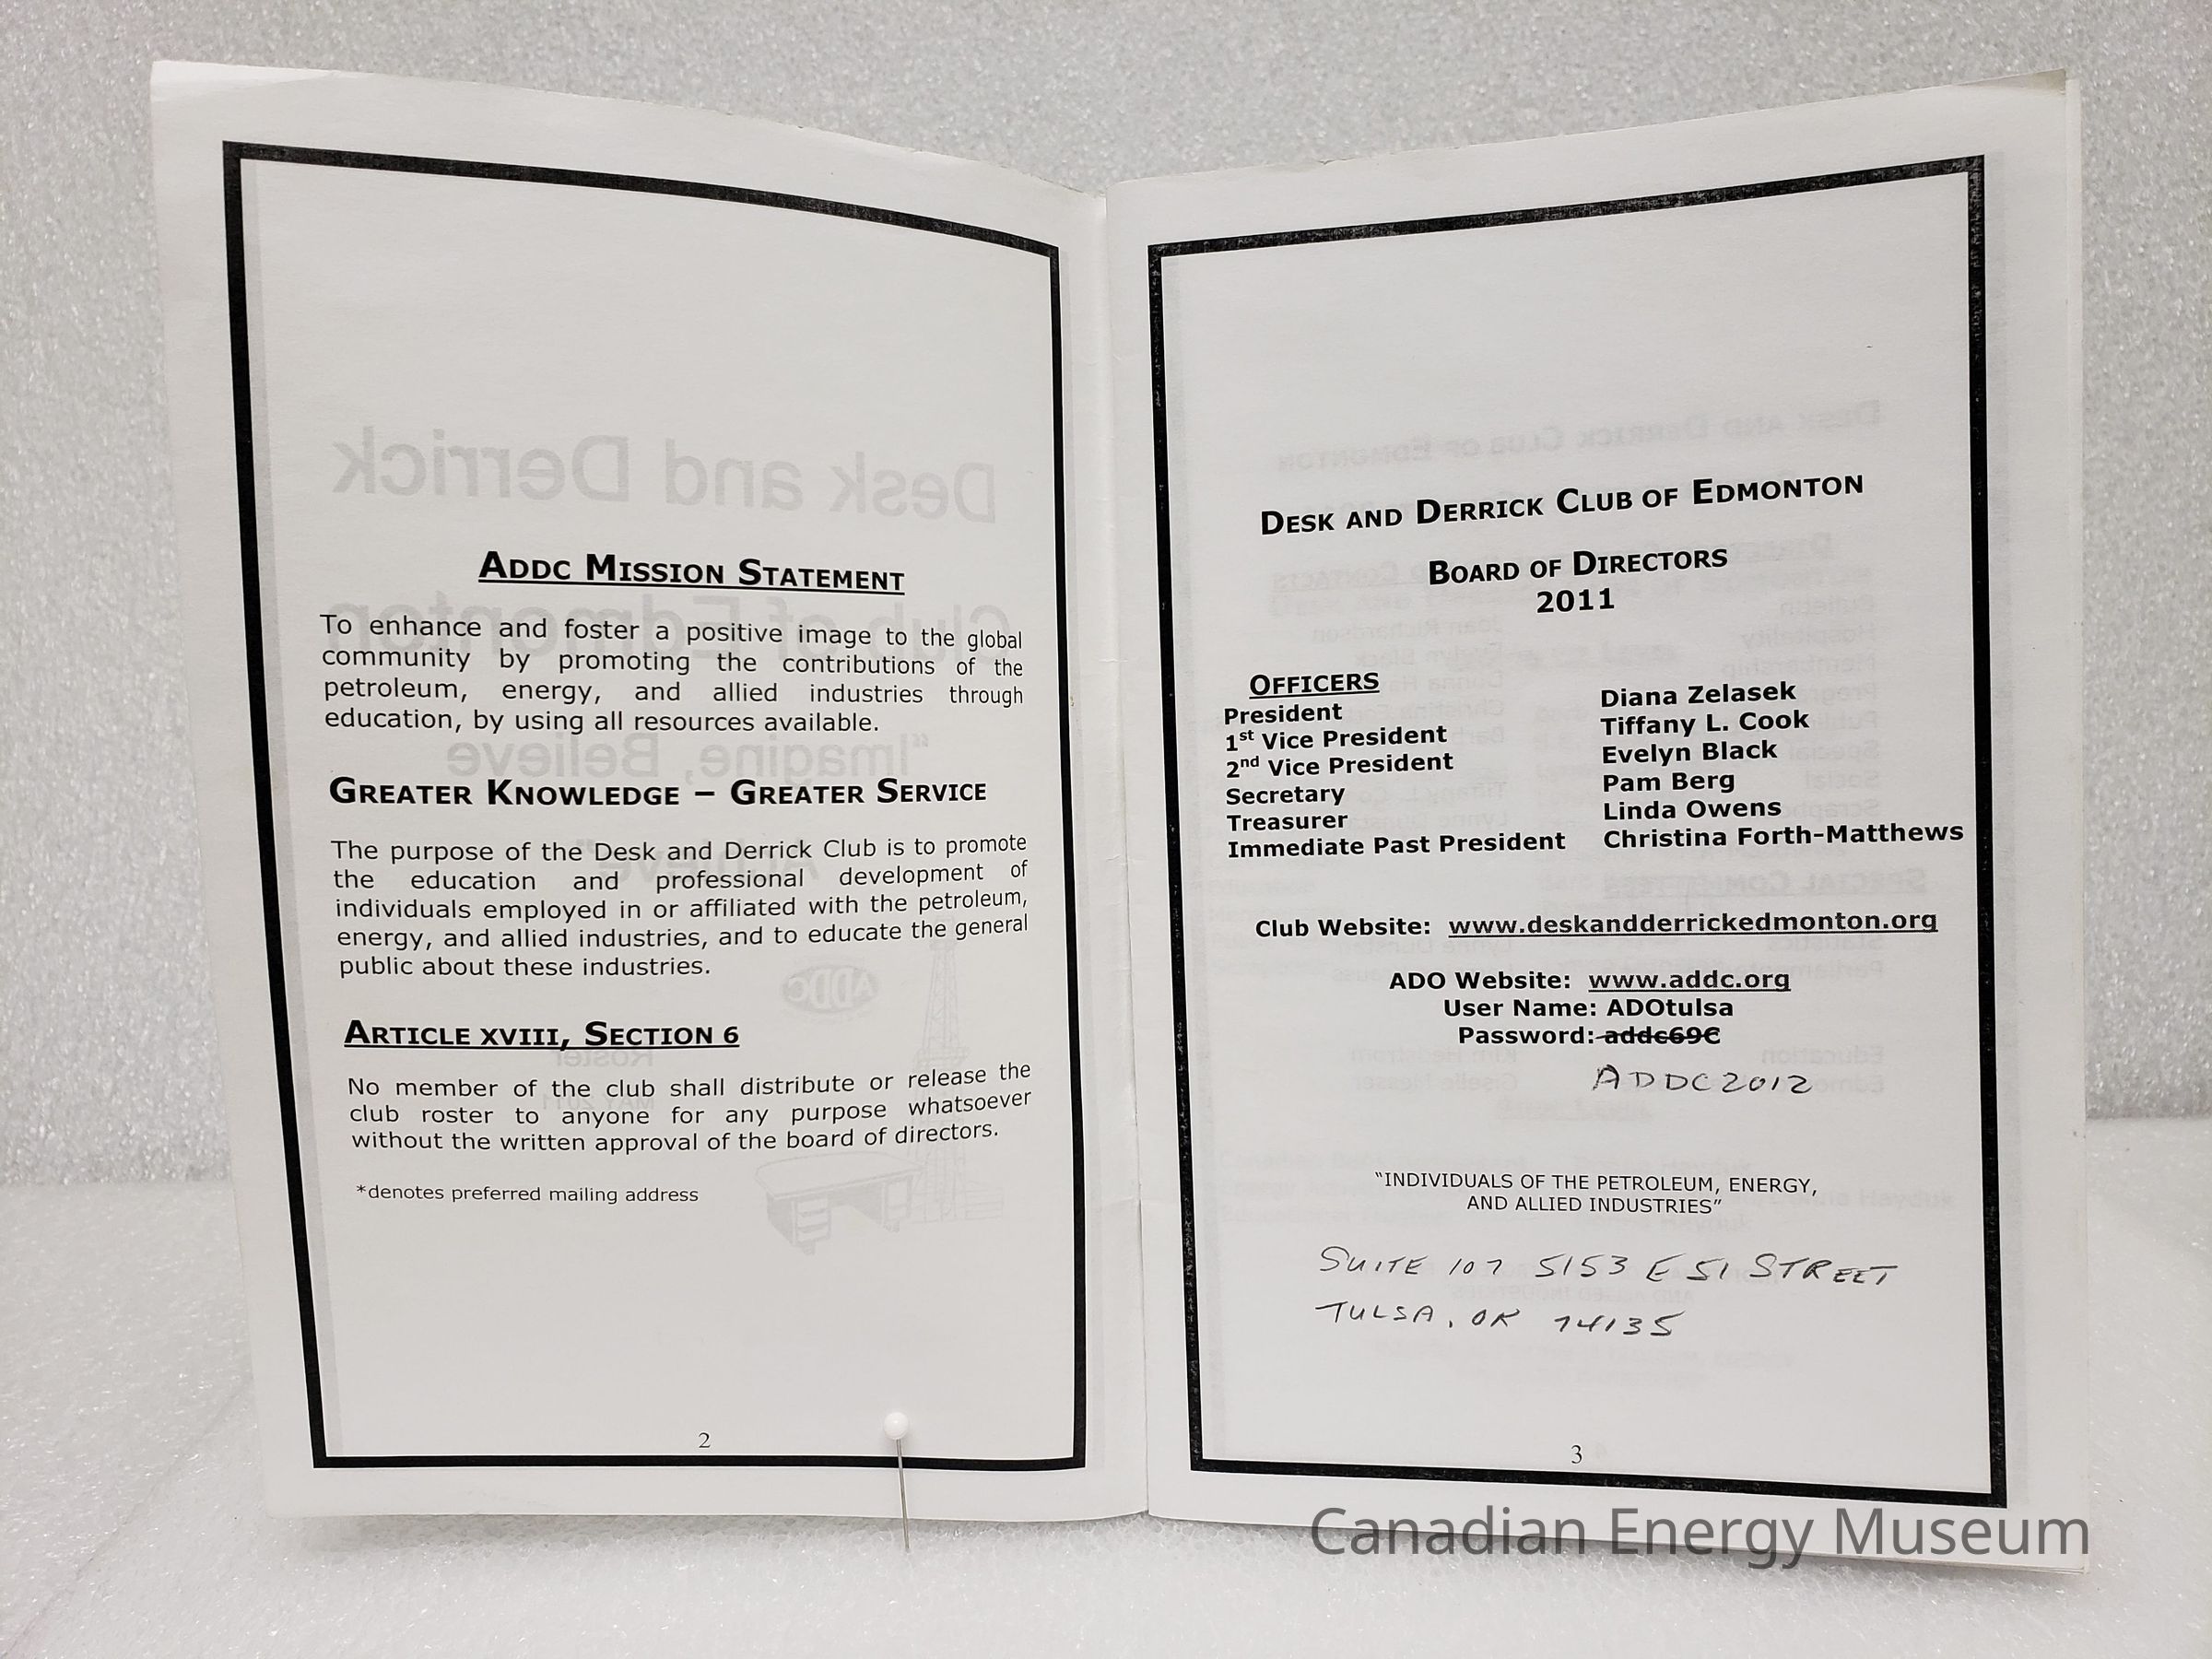 ADDC MISSION STATEMENT
To enhance and foster a positive image to the global
community by promoting the contributions of the
petroleum, energy, and allied industries through
education, by using all resources available.
GREATER KNOWLEDGE – GREATER SERVICE
The purpose of the Desk and Derrick Club is to promote
the education and professional development of
individuals employed in or affiliated with the petroleum,
energy, and allied industries, and to educate the general
public about these industries.
ARTICLE XVIII, SECTION 6
No member of the club shall distribute or release the
club roster to anyone for any purpose whatsoever
without the written approval of the board of directors.
*denotes preferred mailing address
2
DESK AND DERRICK CLUB OF EDMONTON
BOARD OF DIRECTORS
2011
OFFICERS
President Diana Zelasek
1st Vice President Tiffany L. Cook
2nd Vice President Evelyn Black
Secretary Pam Berg
Treasurer Linda Owens
Immediate Past President Christina Forth-Matthews
Club Website: www.deskandderrickedmonton.org
ADO Website: www.addc.org
User Name: ADOtulsa
Password: addc69C
ADDC2012
“INDIVIDUALS OF THE PETROLEUM, ENERGY,
AND ALLIED INDUSTRIES”
SUITE 107 5153 E 51 STREET
TULSA, OK 74135
3
Canadian Energy Museum